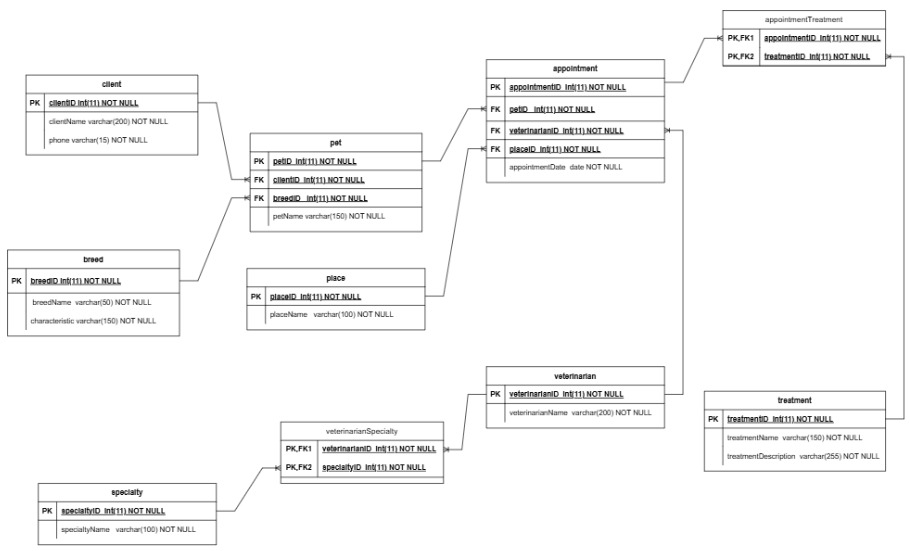 appointmentTreatment
PK,FK1 appointmentID int(11) NOT NULL
PK,FK2 treatmentID int(11) NOT NULL
appointment
PK appointmentID int(11) NOT NULL
FK petID int(11) NOT NULL
FK veterinarianID int(11) NOT NULL
FK placeID int(11) NOT NULL
appointmentDate date NOT NULL
client
PK clientID int(11) NOT NULL
clientName varchar(200) NOT NULL
phone varchar(15) NOT NULL
pet
PK petID int(11) NOT NULL
FK clientID int(11) NOT NULL
FK breedID int(11) NOT NULL
petName varchar(150) NOT NULL
breed
PK breedID int(11) NOT NULL
breedName varchar(50) NOT NULL
characteristic varchar(150) NOT NULL
place
PK placeID int(11) NOT NULL
placeName varchar(100) NOT NULL
veterinarian
PK veterinarianID int(11) NOT NULL
veterinarianName varchar(200) NOT NULL
treatment
PK treatmentID int(11) NOT NULL
treatmentName varchar(150) NOT NULL
treatmentDescription varchar(255) NOT NULL
veterinarianSpecialty
PK,FK1 veterinarianID int(11) NOT NULL
PK,FK2 specialtyID int(11) NOT NULL
specialty
PK specialtyID int(11) NOT NULL
specialtyName varchar(100) NOT NULL